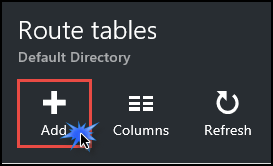 Route tables
Default Directory
Add Columns Refresh